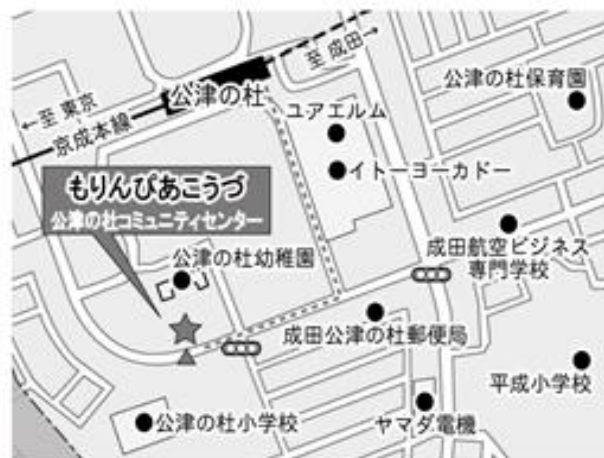 至 成田→
公津の杜
←至 東京
京成本線
公津の杜保育園
ユアエルム
イトーヨーカドー
もりんぴあこうづ
公津の杜コミュニティセンター
成田航空ビジネス
専門学校
公津の杜幼稚園
成田公津の杜郵便局
平成小学校
ヤマダ電機
公津の杜小学校